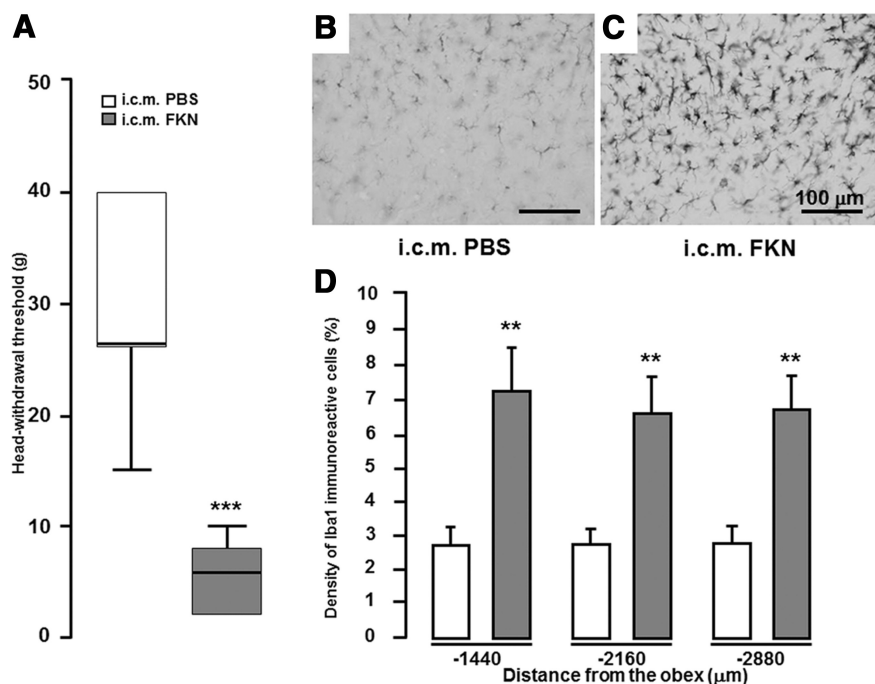 A
Head-withdrawal threshold (g)
50
40
30
20
10
0
i.c.m. PBS
i.c.m. FKN
***
B
i.c.m. PBS
C
100 μm
i.c.m. FKN
D
Density of Iba1 immunoreactive cells (%)
10
9
8
7
6
5
4
3
2
1
0
**
**
**
-1440
-2160
-2880
Distance from the obex (μm)